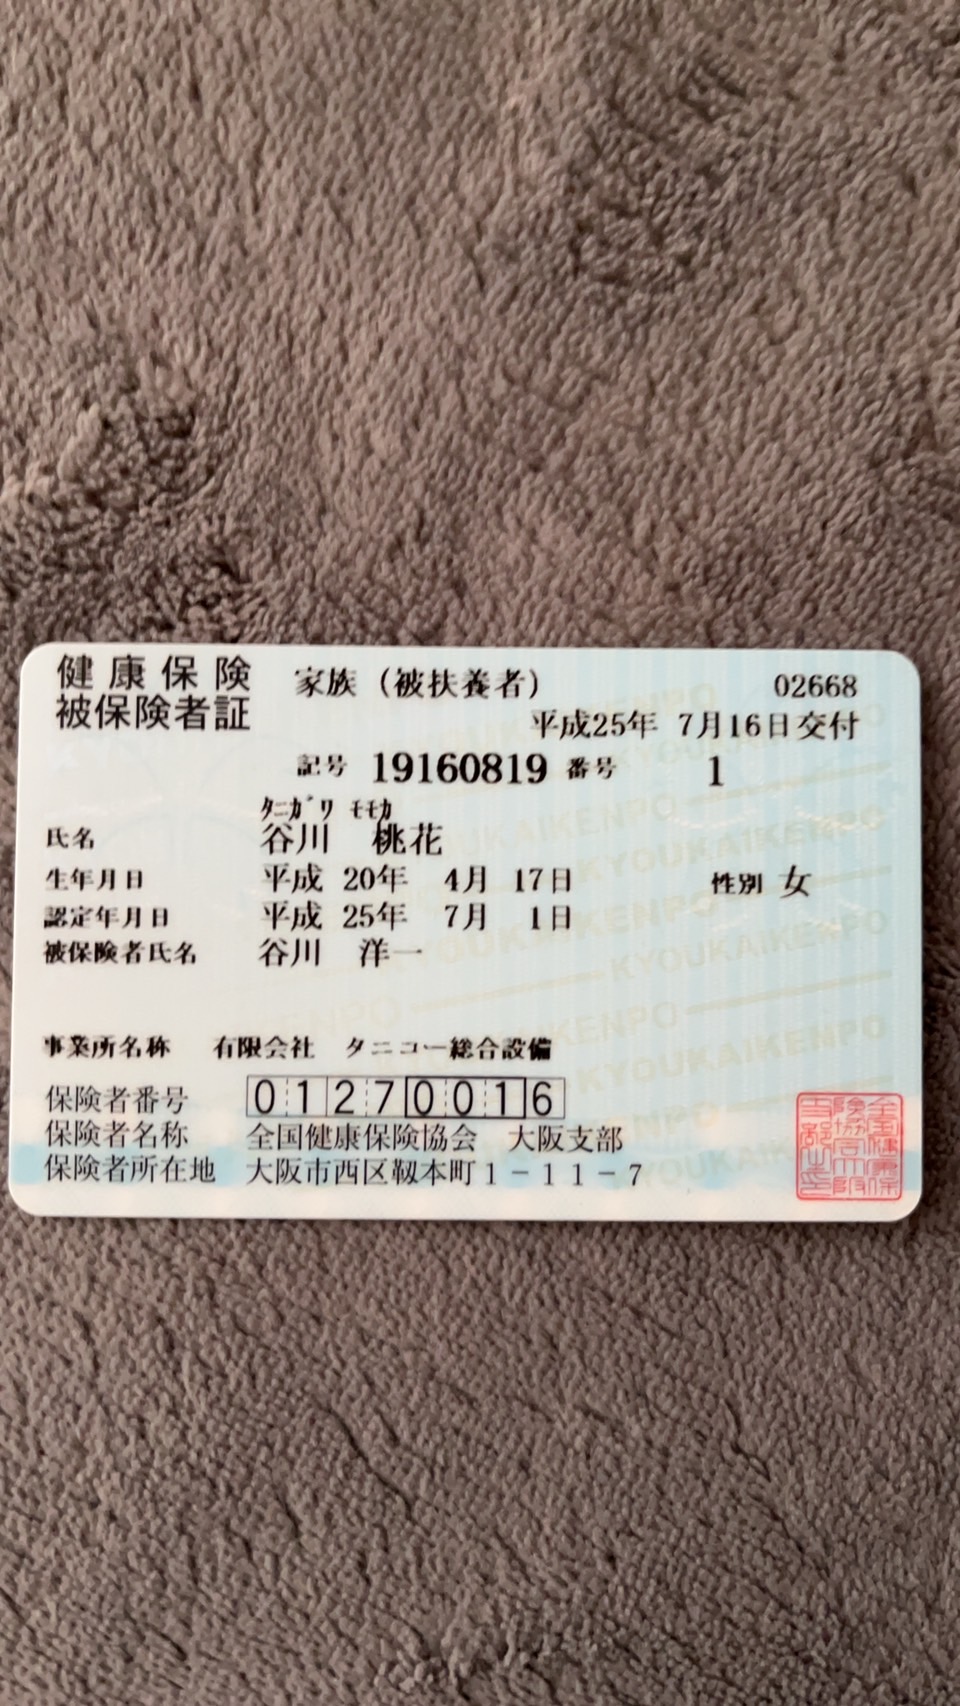 健康保険 家族（被扶養者） 02668
被保険者証 平成25年 7月16日交付
記号 19160819 番号 1
ﾀﾆｶﾞﾜ ﾓﾓｶ
氏名 谷川 桃花
生年月日 平成 20年 4月 17日 性別 女
認定年月日 平成 25年 7月 1日
被保険者氏名 谷川 洋一
事業所名称 有限会社 タニコー総合設備
保険者番号 01270016
保険者名称 全国健康保険協会 大阪支部
保険者所在地 大阪市西区靱本町1－11－7
KYOUKAIKENPO